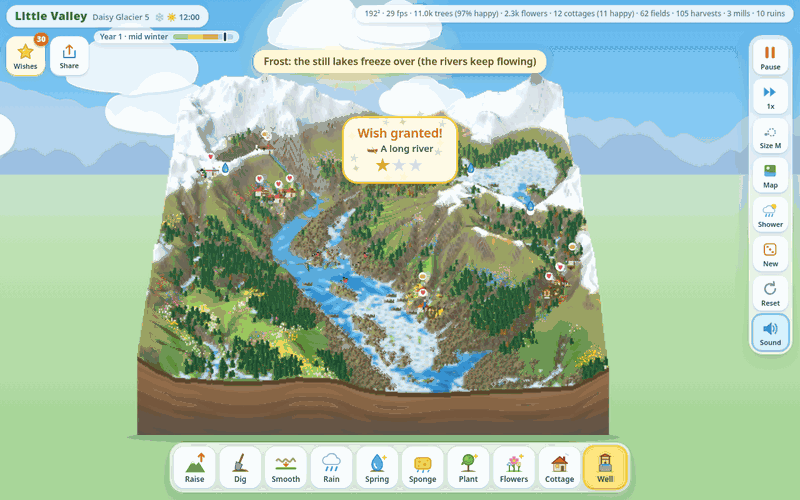 Little Valley Daisy Glacier 5 12:00
192² · 29 fps · 11.0k trees (97% happy) · 2.3k flowers · 12 cottages (11 happy) · 62 fields · 105 harvests · 3 mills · 10 ruins
Year 1 · mid winter
30
Wishes
Share
Frost: the still lakes freeze over (the rivers keep flowing)
Wish granted!
A long river
Pause
1x
Size M
Map
Shower
New
Reset
Sound
Raise
Dig
Smooth
Rain
Spring
Sponge
Plant
Flowers
Cottage
Well